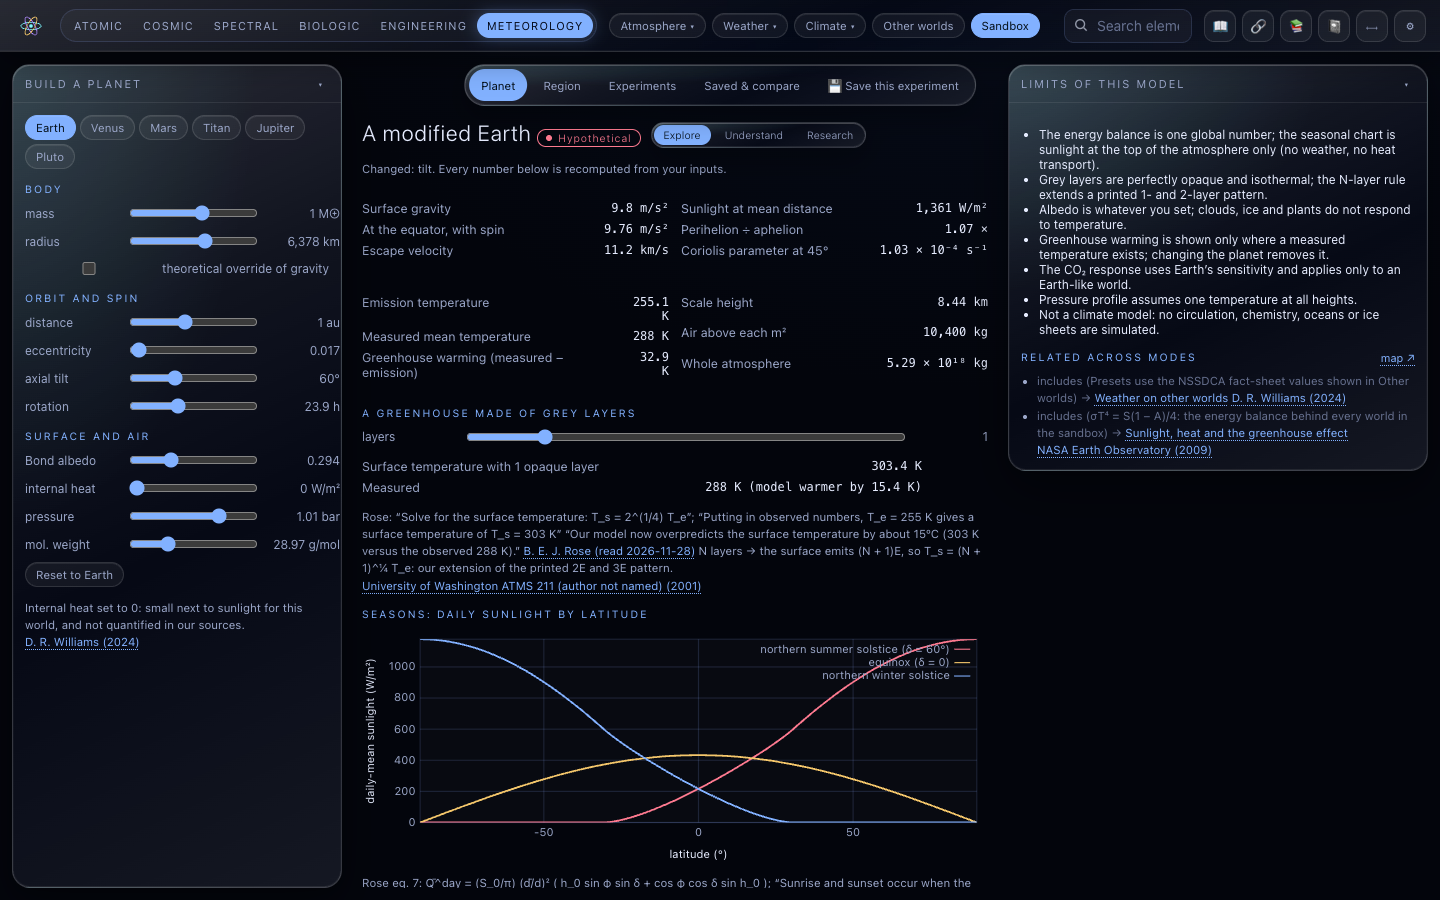 ATOMIC COSMIC SPECTRAL BIOLOGIC ENGINEERING METEOROLOGY Atmosphere ▾ Weather ▾ Climate ▾ Other worlds Sandbox Search eleme
BUILD A PLANET
Earth Venus Mars Titan Jupiter
Pluto
BODY
mass 1 M⊕
radius 6,378 km
theoretical override of gravity
ORBIT AND SPIN
distance 1 au
eccentricity 0.017
axial tilt 60°
rotation 23.9 h
SURFACE AND AIR
Bond albedo 0.294
internal heat 0 W/m²
pressure 1.01 bar
mol. weight 28.97 g/mol
Reset to Earth
Internal heat set to 0: small next to sunlight for this
world, and not quantified in our sources.
D. R. Williams (2024)
Planet Region Experiments Saved & compare 💾 Save this experiment
A modified Earth Hypothetical Explore Understand Research
Changed: tilt. Every number below is recomputed from your inputs.
Surface gravity 9.8 m/s² Sunlight at mean distance 1,361 W/m²
At the equator, with spin 9.76 m/s² Perihelion ÷ aphelion 1.07 ×
Escape velocity 11.2 km/s Coriolis parameter at 45° 1.03 × 10⁻⁴ s⁻¹
Emission temperature 255.1 K Scale height 8.44 km
Measured mean temperature 288 K Air above each m² 10,400 kg
Greenhouse warming (measured – emission) 32.9 K Whole atmosphere 5.29 × 10¹⁸ kg
A GREENHOUSE MADE OF GREY LAYERS
layers 1
Surface temperature with 1 opaque layer 303.4 K
Measured 288 K (model warmer by 15.4 K)
Rose: “Solve for the surface temperature: T_s = 2^(1/4) T_e”; “Putting in observed numbers, T_e = 255 K gives a
surface temperature of T_s = 303 K” “Our model now overpredicts the surface temperature by about 15°C (303 K
versus the observed 288 K).” B. E. J. Rose (read 2026-11-28) N layers → the surface emits (N + 1)E, so T_s = (N +
1)^¼ T_e: our extension of the printed 2E and 3E pattern.
University of Washington ATMS 211 (author not named) (2001)
SEASONS: DAILY SUNLIGHT BY LATITUDE
northern summer solstice (δ = 60°)
equinox (δ = 0)
northern winter solstice
daily-mean sunlight (W/m²)
1000
800
600
400
200
0
-50 0 50
latitude (°)
Rose eq. 7: Q̄^day = (S_0/π) (d̄/d)² ( h_0 sin φ sin δ + cos φ cos δ sin h_0 ); “Sunrise and sunset occur when the
LIMITS OF THIS MODEL
• The energy balance is one global number; the seasonal chart is
sunlight at the top of the atmosphere only (no weather, no heat
transport).
• Grey layers are perfectly opaque and isothermal; the N-layer rule
extends a printed 1- and 2-layer pattern.
• Albedo is whatever you set; clouds, ice and plants do not respond
to temperature.
• Greenhouse warming is shown only where a measured
temperature exists; changing the planet removes it.
• The CO₂ response uses Earth’s sensitivity and applies only to an
Earth-like world.
• Pressure profile assumes one temperature at all heights.
• Not a climate model: no circulation, chemistry, oceans or ice
sheets are simulated.
RELATED ACROSS MODES map ↗
• includes (Presets use the NSSDCA fact-sheet values shown in Other
worlds) → Weather on other worlds D. R. Williams (2024)
• includes (σT⁴ = S(1 − A)/4: the energy balance behind every world in
the sandbox) → Sunlight, heat and the greenhouse effect
NASA Earth Observatory (2009)